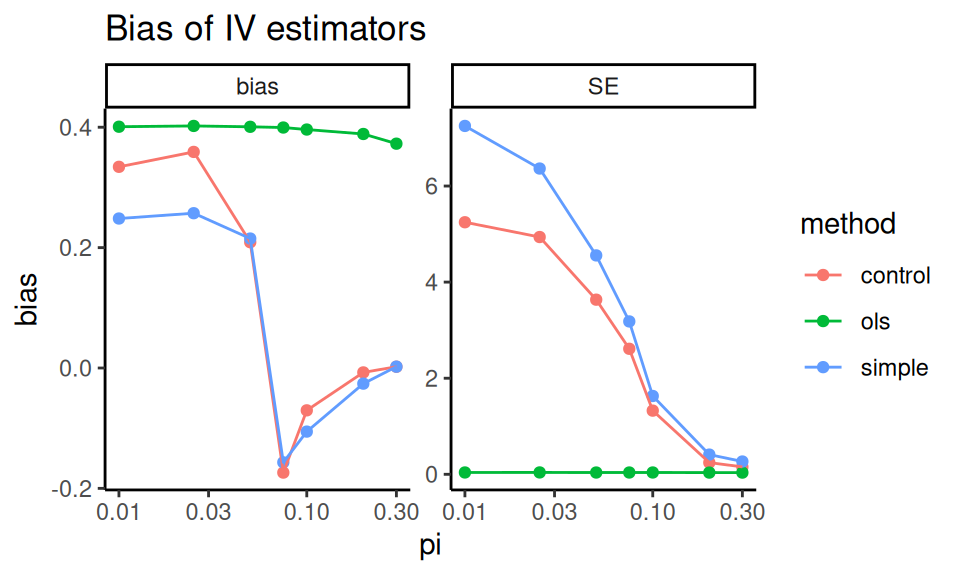 Bias of IV estimators
bias
SE
bias
0.4
0.2
0.0
-0.2
6
4
2
0
0.01 0.03 0.10 0.30
0.01 0.03 0.10 0.30
pi
method
control
ols
simple